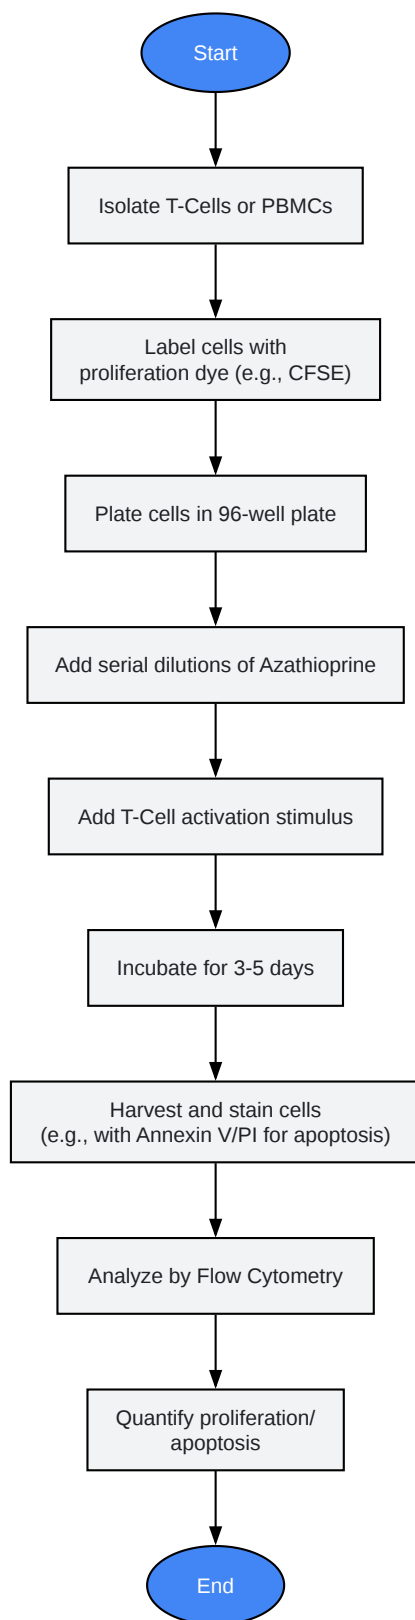 Start
Isolate T-Cells or PBMCs
Label cells with
proliferation dye (e.g., CFSE)
Plate cells in 96-well plate
Add serial dilutions of Azathioprine
Add T-Cell activation stimulus
Incubate for 3-5 days
Harvest and stain cells
(e.g., with Annexin V/PI for apoptosis)
Analyze by Flow Cytometry
Quantify proliferation/
apoptosis
End